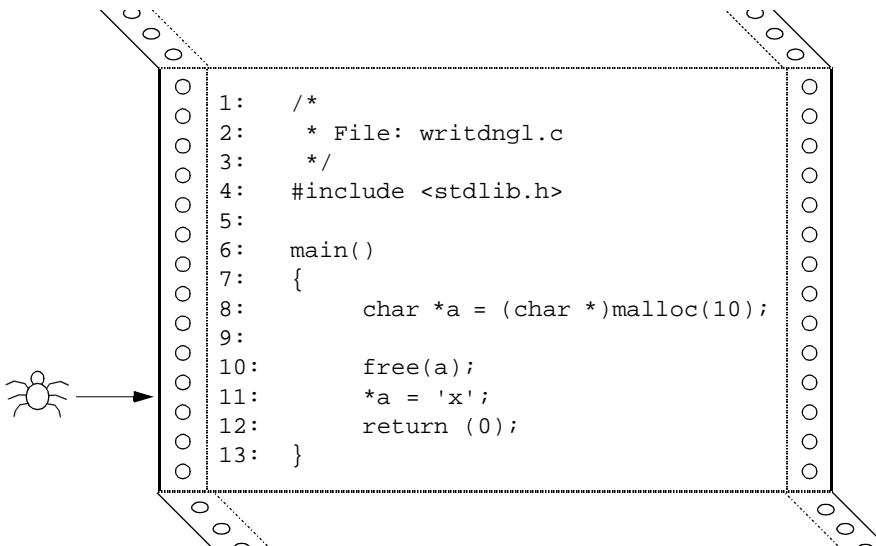 1:    /*
2:     * File: writdngl.c
3:     */
4:    #include <stdlib.h>
5:
6:    main()
7:    {
8:         char *a = (char *)malloc(10);
9:
10:        free(a);
11:        *a = 'x';
12:        return (0);
13:   }